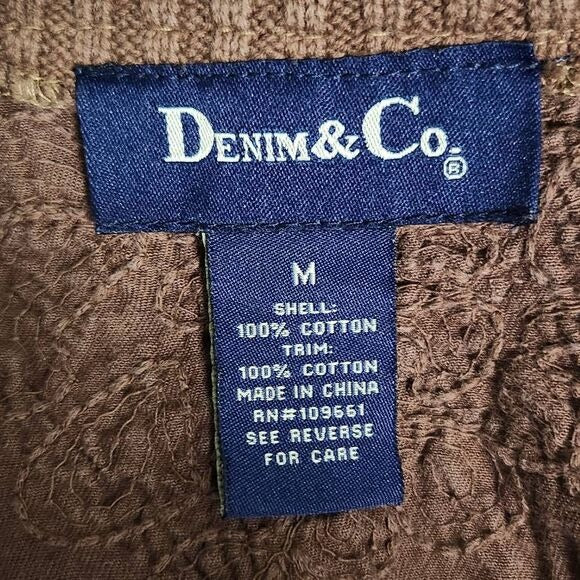 DENIM & CO.®
M
SHELL:
100% COTTON
TRIM:
100% COTTON
MADE IN CHINA
RN#109661
SEE REVERSE
FOR CARE